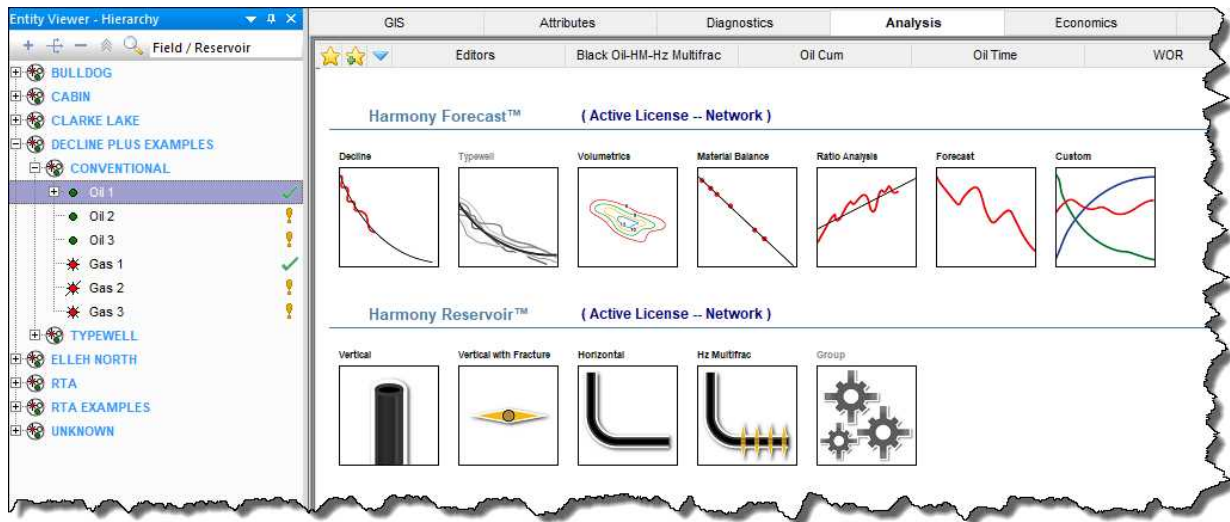 Entity Viewer - Hierarchy
Field / Reservoir
BULLDOG
CABIN
CLARKE LAKE
DECLINE PLUS EXAMPLES
CONVENTIONAL
Oil 1
Oil 2
Oil 3
Gas 1
Gas 2
Gas 3
TYPEWELL
ELLEH NORTH
RTA
RTA EXAMPLES
UNKNOWN
GIS Attributes Diagnostics Analysis Economics
Editors Black Oil-HM-Hz Multifrac Oil Cum Oil Time WOR
Harmony Forecast™ ( Active License -- Network )
Decline Typewell Volumetrics Material Balance Ratio Analysis Forecast Custom
Harmony Reservoir™ ( Active License -- Network )
Vertical Vertical with Fracture Horizontal Hz Multifrac Group